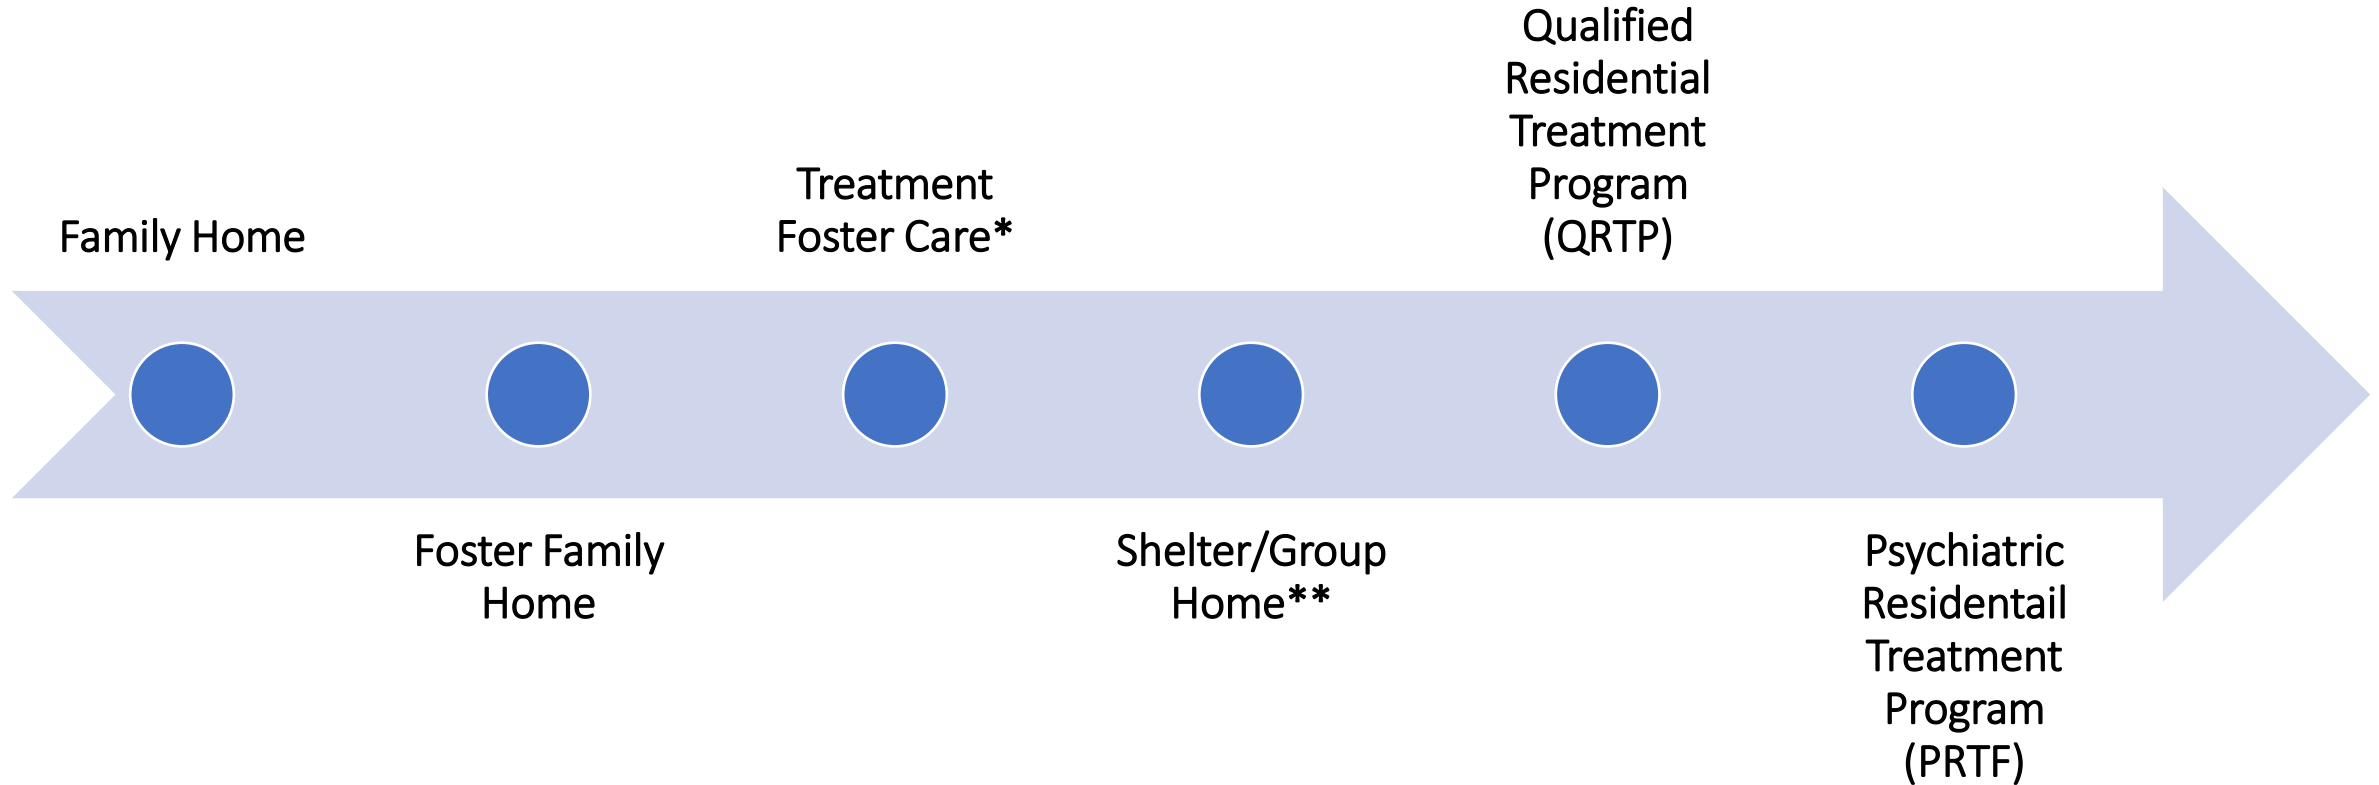 Family Home
Foster Family
Home
Treatment
Foster Care*
Shelter/Group
Home**
Qualified
Residential
Treatment
Program
(QRTP)
Psychiatric
Residentail
Treatment
Program
(PRTF)